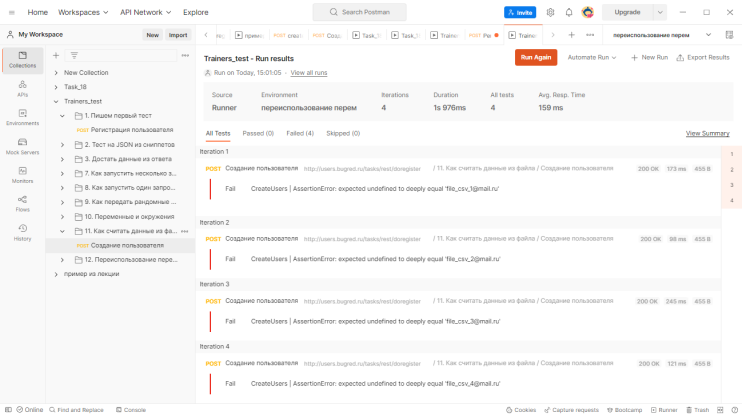 Home Workspaces API Network Explore Search Postman Invite Upgrade
My Workspace New Import
POST creat POST Созд Task_ Task_1 Trainer POST Ре Trainer переиспользование перем
Collections
APIs
Environments
Mock Servers
Monitors
Flows
History
New Collection
Task_18
Trainers_test
1. Пишем первый тест
POST Регистрация пользователя
2. Тест на JSON из сниппетов
3. Достать данные из ответа
7. Как запустить несколько з...
8. Как запустить один запро...
9. Как передать рандомные ...
10. Переменные и окружения
11. Как считать данные из фа...
POST Создание пользователя
12. Переиспользование пере...
пример из лекции
Trainers_test - Run results
Run Again Automate Run + New Run Export Results
Run on Today, 15:01:05 · View all runs
Source Environment Iterations Duration All tests Avg. Resp. Time
Runner переиспользование перем 4 1s 976ms 4 159 ms
All Tests Passed (0) Failed (4) Skipped (0) View Summary
Iteration 1
POST Создание пользователя http://users.bugred.ru/tasks/rest/doregister / 11. Как считать данные из файла / Создание пользователя 200 OK 173 ms 455 B
Fail CreateUsers | AssertionError: expected undefined to deeply equal 'file_csv_1@mail.ru'
Iteration 2
POST Создание пользователя http://users.bugred.ru/tasks/rest/doregister / 11. Как считать данные из файла / Создание пользователя 200 OK 98 ms 455 B
Fail CreateUsers | AssertionError: expected undefined to deeply equal 'file_csv_2@mail.ru'
Iteration 3
POST Создание пользователя http://users.bugred.ru/tasks/rest/doregister / 11. Как считать данные из файла / Создание пользователя 200 OK 245 ms 455 B
Fail CreateUsers | AssertionError: expected undefined to deeply equal 'file_csv_3@mail.ru'
Iteration 4
POST Создание пользователя http://users.bugred.ru/tasks/rest/doregister / 11. Как считать данные из файла / Создание пользователя 200 OK 121 ms 455 B
Fail CreateUsers | AssertionError: expected undefined to deeply equal 'file_csv_4@mail.ru'
1
2
3
4
Online Find and Replace Console Cookies Capture requests Bootcamp Runner Trash